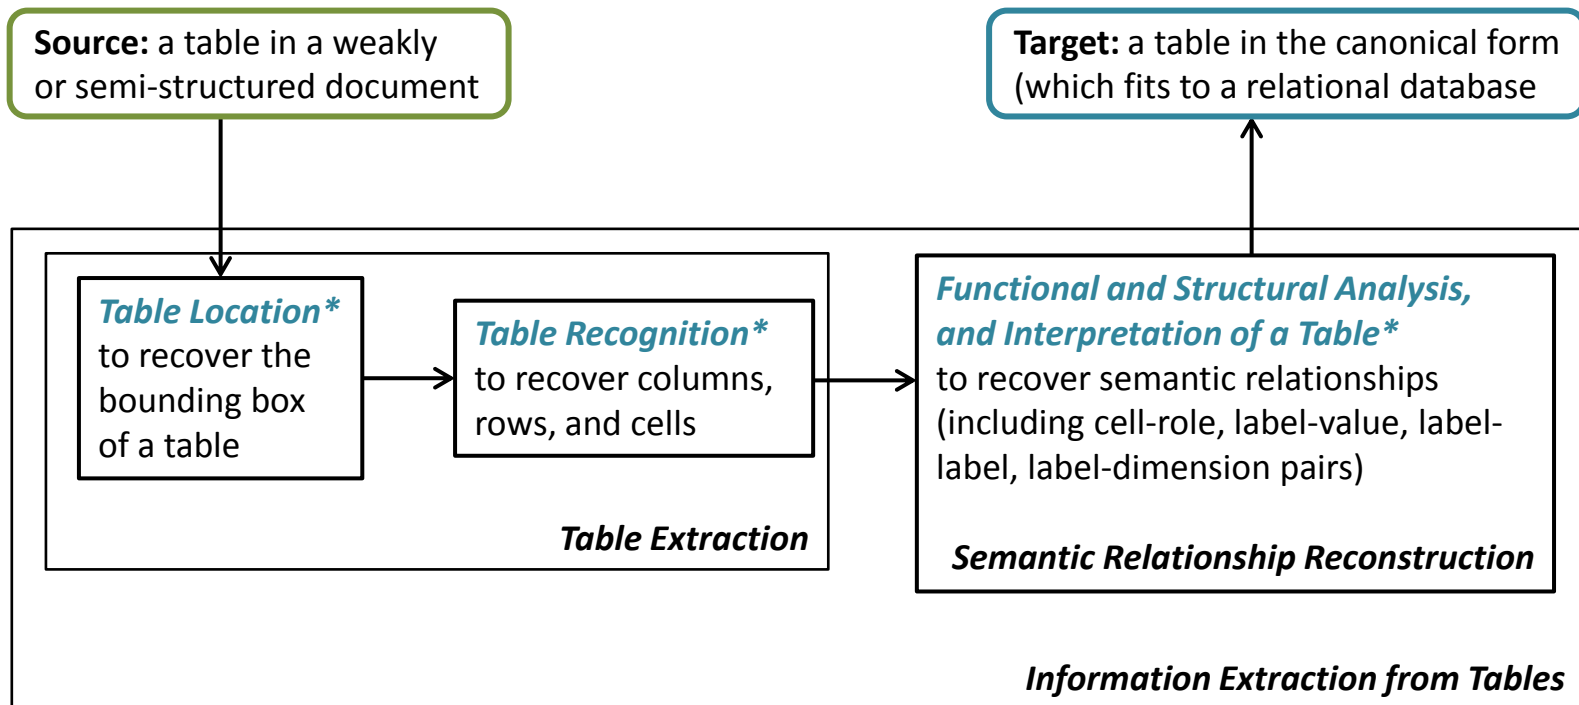 Source: a table in a weakly
or semi-structured document
Target: a table in the canonical form
(which fits to a relational database
Table Location*
to recover the
bounding box
of a table
Table Recognition*
to recover columns,
rows, and cells
Table Extraction
Functional and Structural Analysis,
and Interpretation of a Table*
to recover semantic relationships
(including cell-role, label-value, label-
label, label-dimension pairs)
Semantic Relationship Reconstruction
Information Extraction from Tables